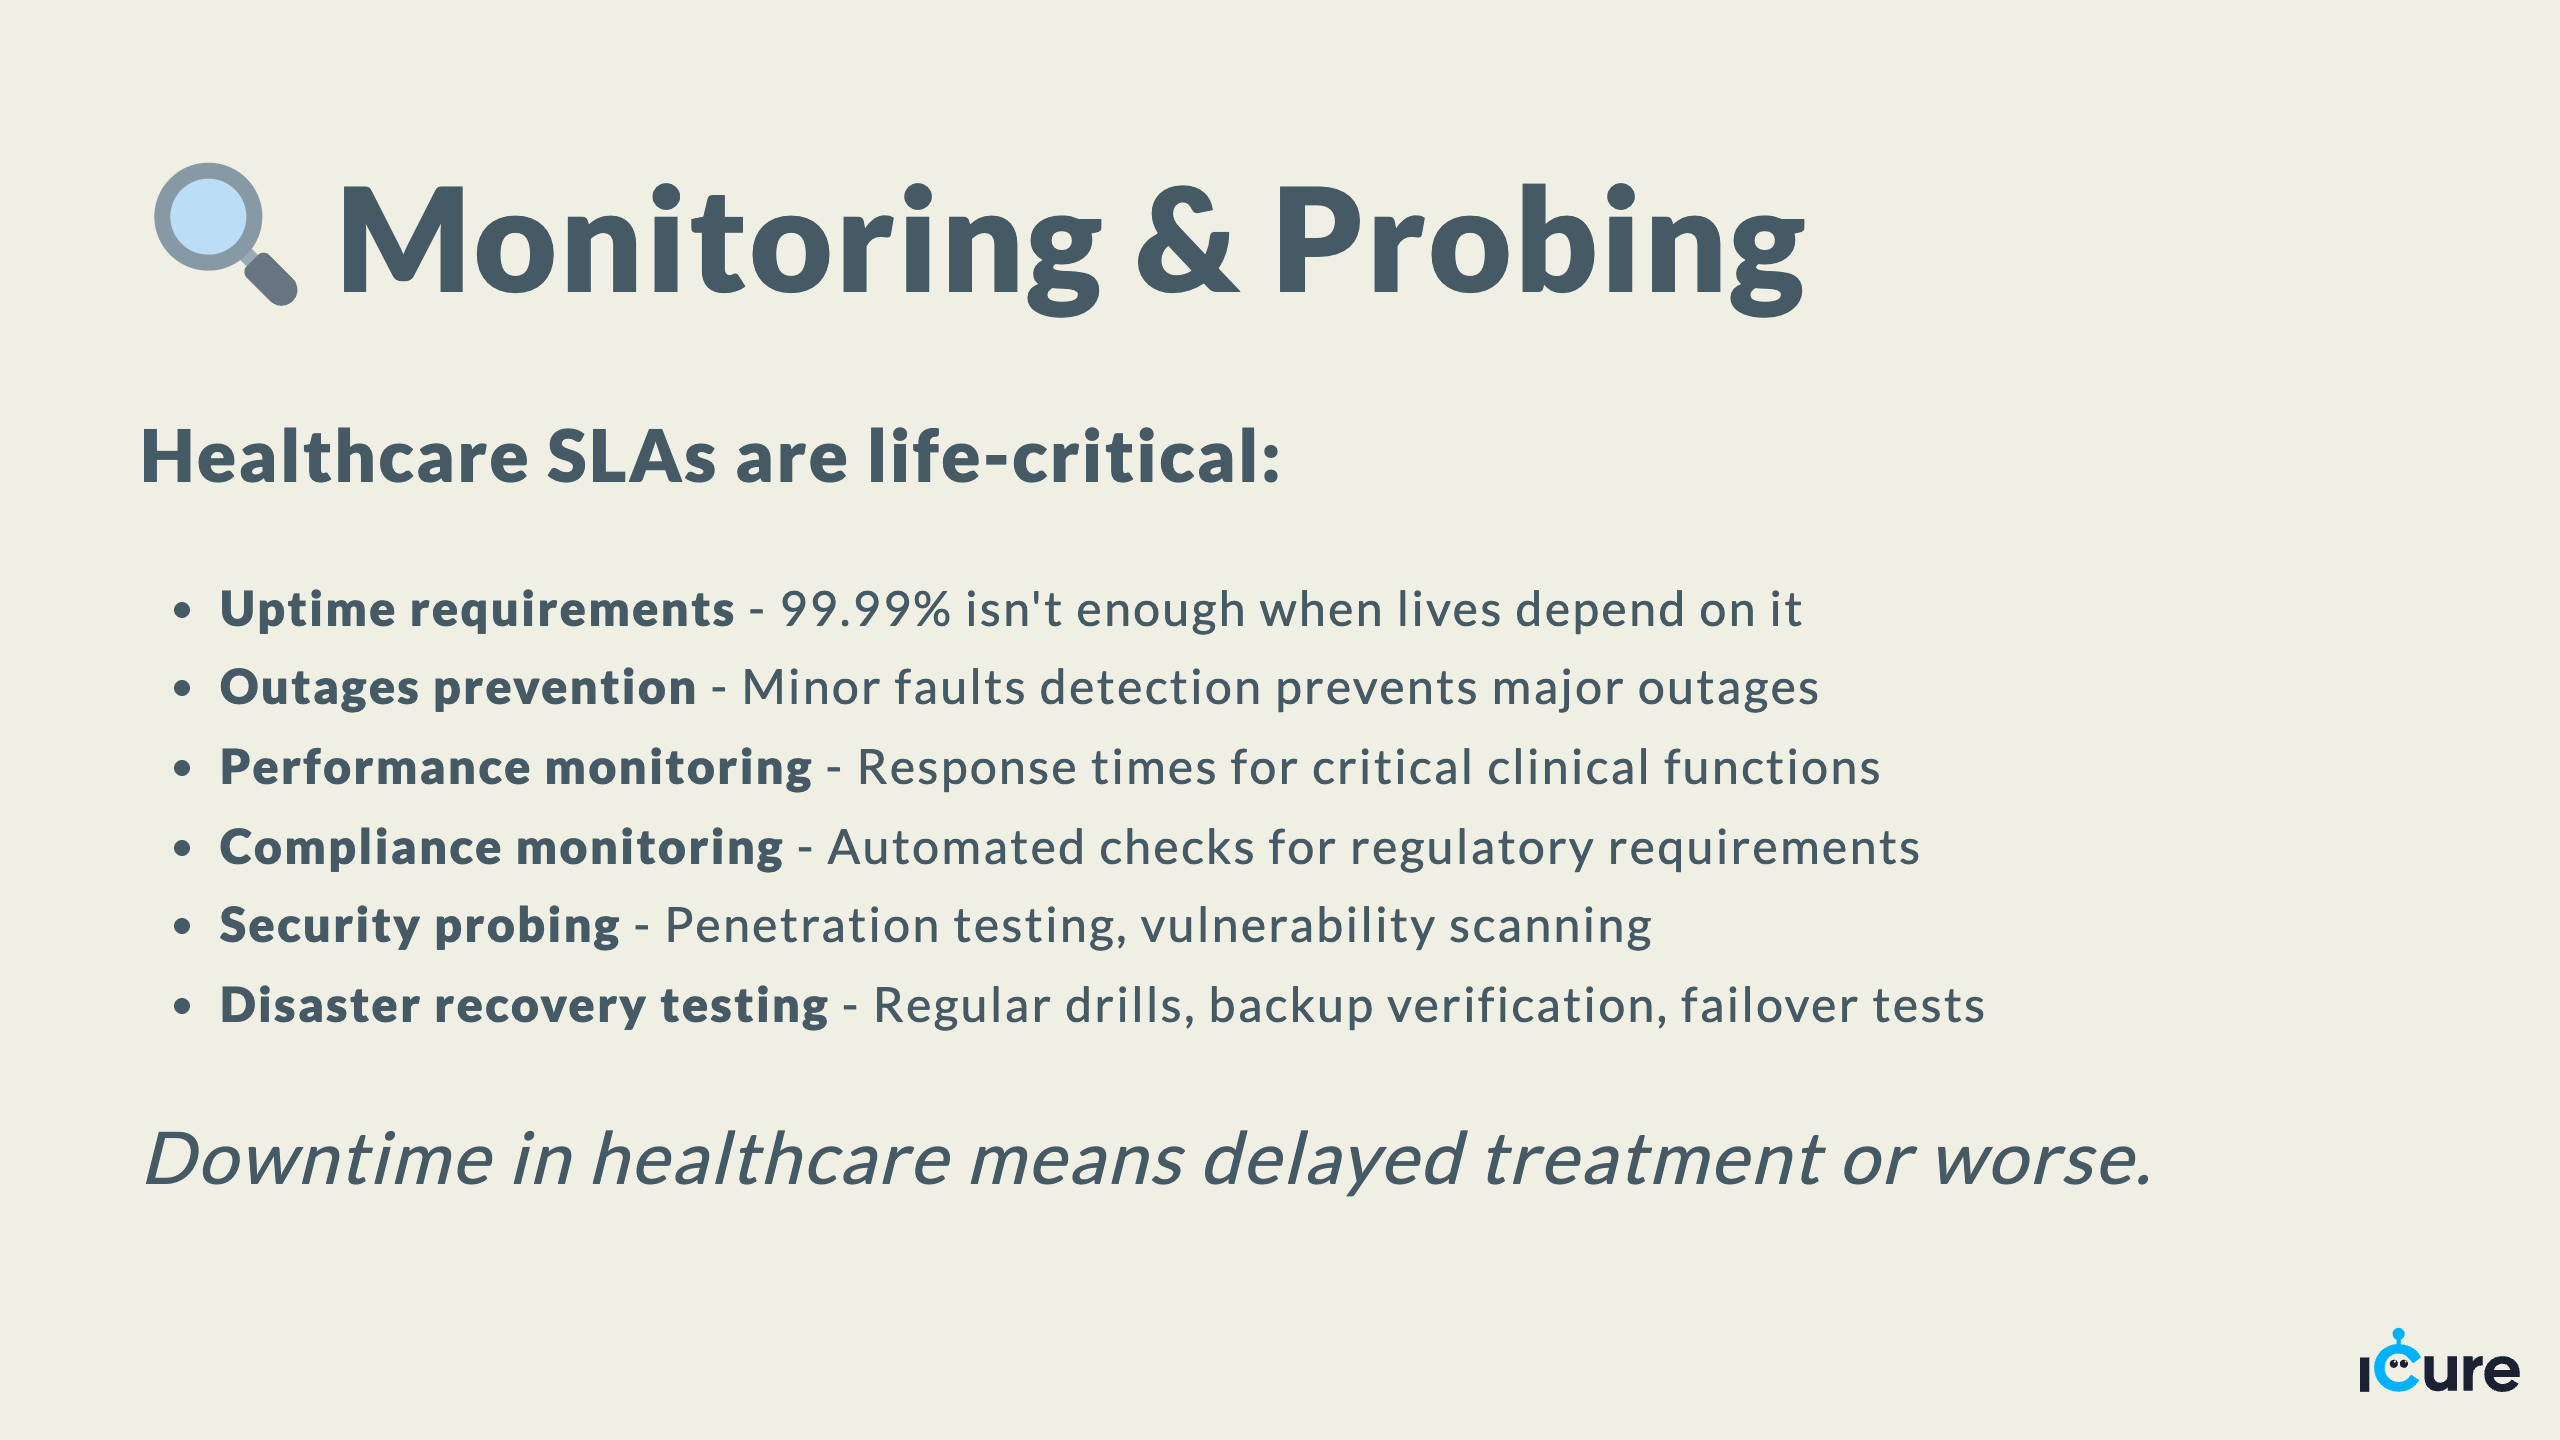 Monitoring & Probing
Healthcare SLAs are life-critical:
• Uptime requirements - 99.99% isn't enough when lives depend on it
• Outages prevention - Minor faults detection prevents major outages
• Performance monitoring - Response times for critical clinical functions
• Compliance monitoring - Automated checks for regulatory requirements
• Security probing - Penetration testing, vulnerability scanning
• Disaster recovery testing - Regular drills, backup verification, failover tests
Downtime in healthcare means delayed treatment or worse.
iCure